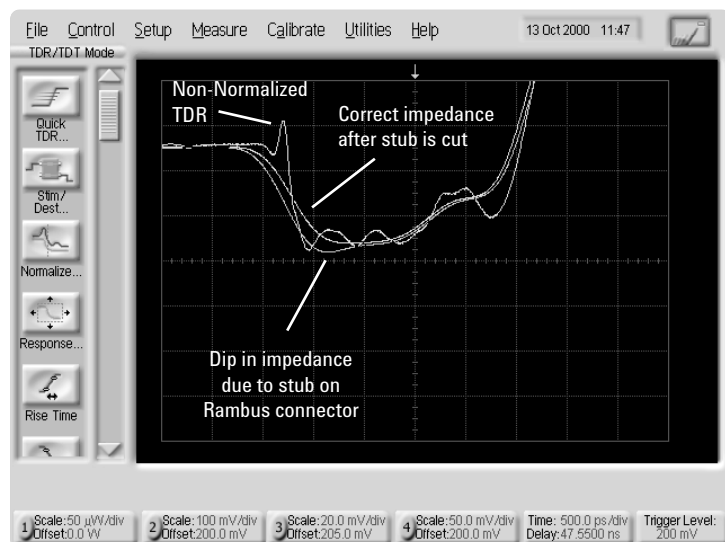 File Control Setup Measure Calibrate Utilities Help 13 Oct 2000 11:47
TDR/TDT Mode
Quick
TDR...
Stim/
Dest...
Normalize...
Response...
Rise Time
Non-Normalized
TDR
Correct impedance
after stub is cut
Dip in impedance
due to stub on
Rambus connector
1 Scale:50 µW/div
Offset:0.0 W
2 Scale:100 mV/div
Offset:200.0 mV
3 Scale:20.0 mV/div
Offset:205.0 mV
4 Scale:50.0 mV/div
Offset:200.0 mV
Time: 500.0 ps/div
Delay:47.5500 ns
Trigger Level:
200 mV